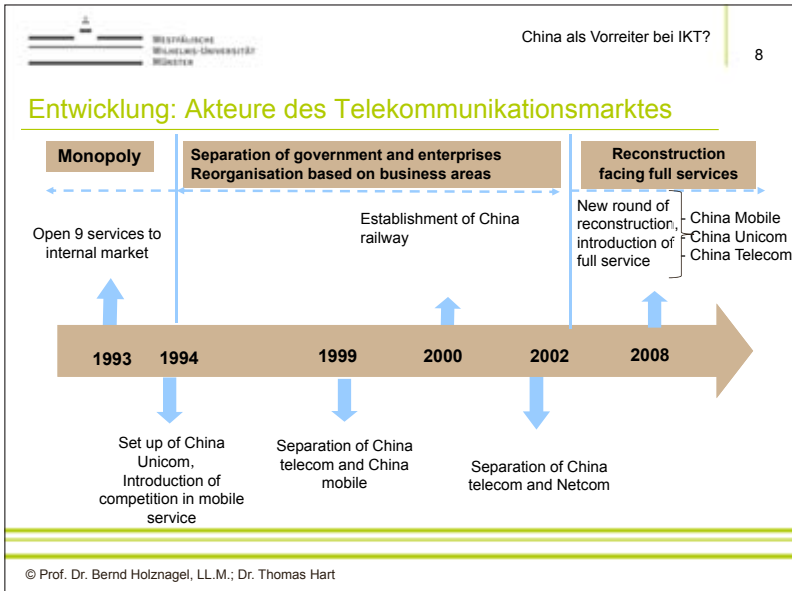 WESTFÄLISCHE
WILHELMS-UNIVERSITÄT
MÜNSTER
China als Vorreiter bei IKT?
8
Entwicklung: Akteure des Telekommunikationsmarktes
Monopoly
Separation of government and enterprises
Reorganisation based on business areas
Reconstruction
facing full services
Open 9 services to
internal market
Establishment of China
railway
New round of
reconstruction,
introduction of
full service
China Mobile
China Unicom
China Telecom
1993
1994
1999
2000
2002
2008
Set up of China
Unicom,
Introduction of
competition in mobile
service
Separation of China
telecom and China
mobile
Separation of China
telecom and Netcom
© Prof. Dr. Bernd Holznagel, LL.M.; Dr. Thomas Hart